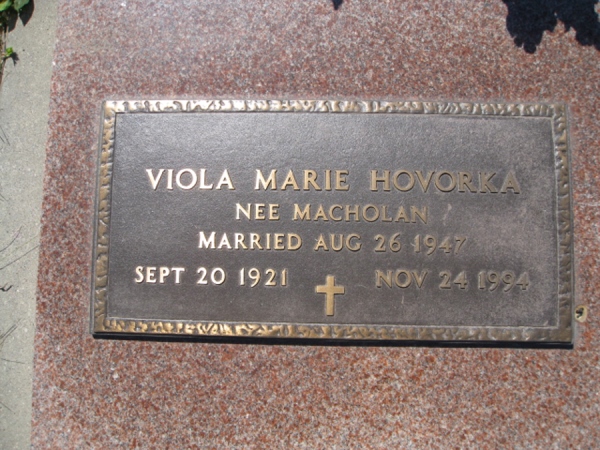 VIOLA MARIE HOVORKA
NEE MACHOLAN
MARRIED AUG 26 1947
SEPT 20 1921 NOV 24 1994